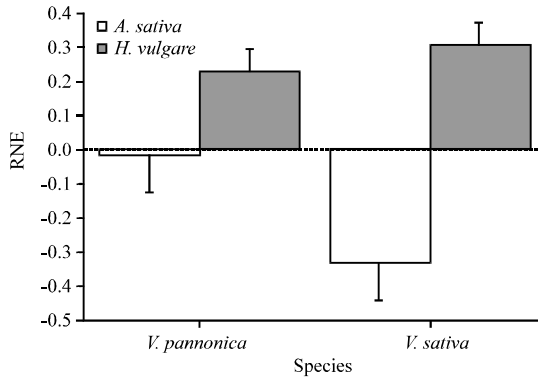 0.4
A. sativa
0.3
H. vulgare
0.2
0.1
0.0
-0.1
-0.2
-0.3
-0.4
-0.5
RNE
V. pannonica V. sativa
Species